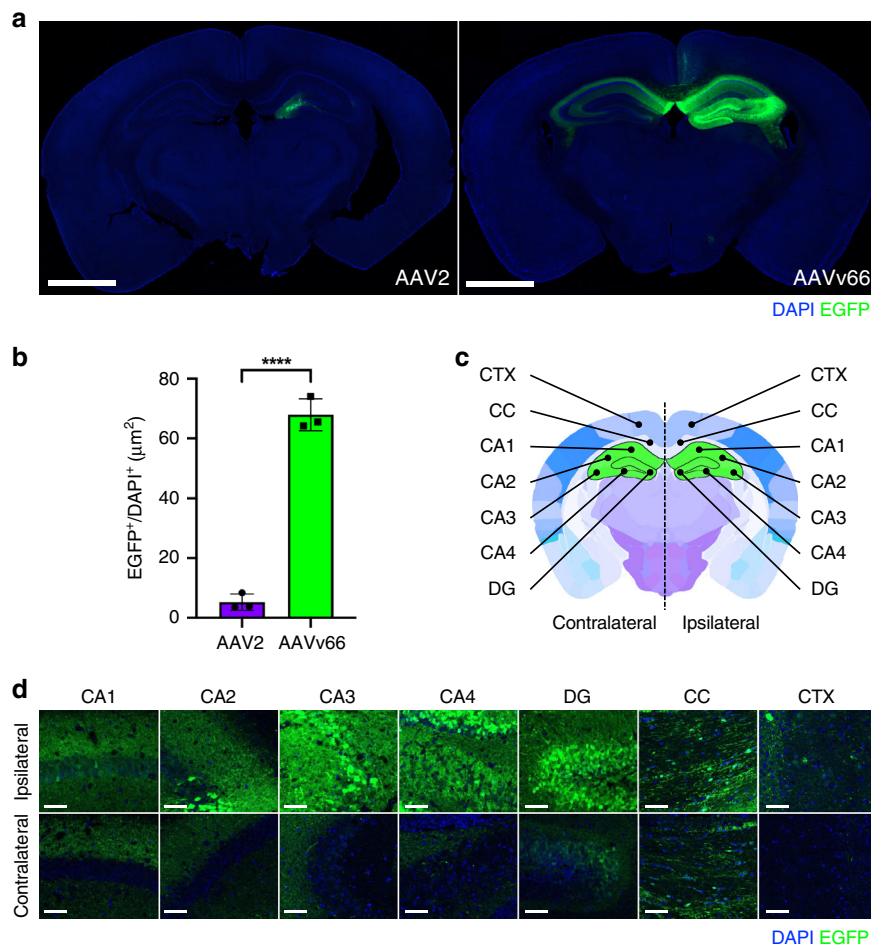 a
AAV2
AAVv66
DAPI EGFP
b
EGFP⁺/DAPI⁺ (μm²)
80
60
40
20
0
****
AAV2
AAVv66
c
CTX
CC
CA1
CA2
CA3
CA4
DG
CTX
CC
CA1
CA2
CA3
CA4
DG
Contralateral
Ipsilateral
d
CA1 CA2 CA3 CA4 DG CC CTX
Ipsilateral
Contralateral
DAPI EGFP